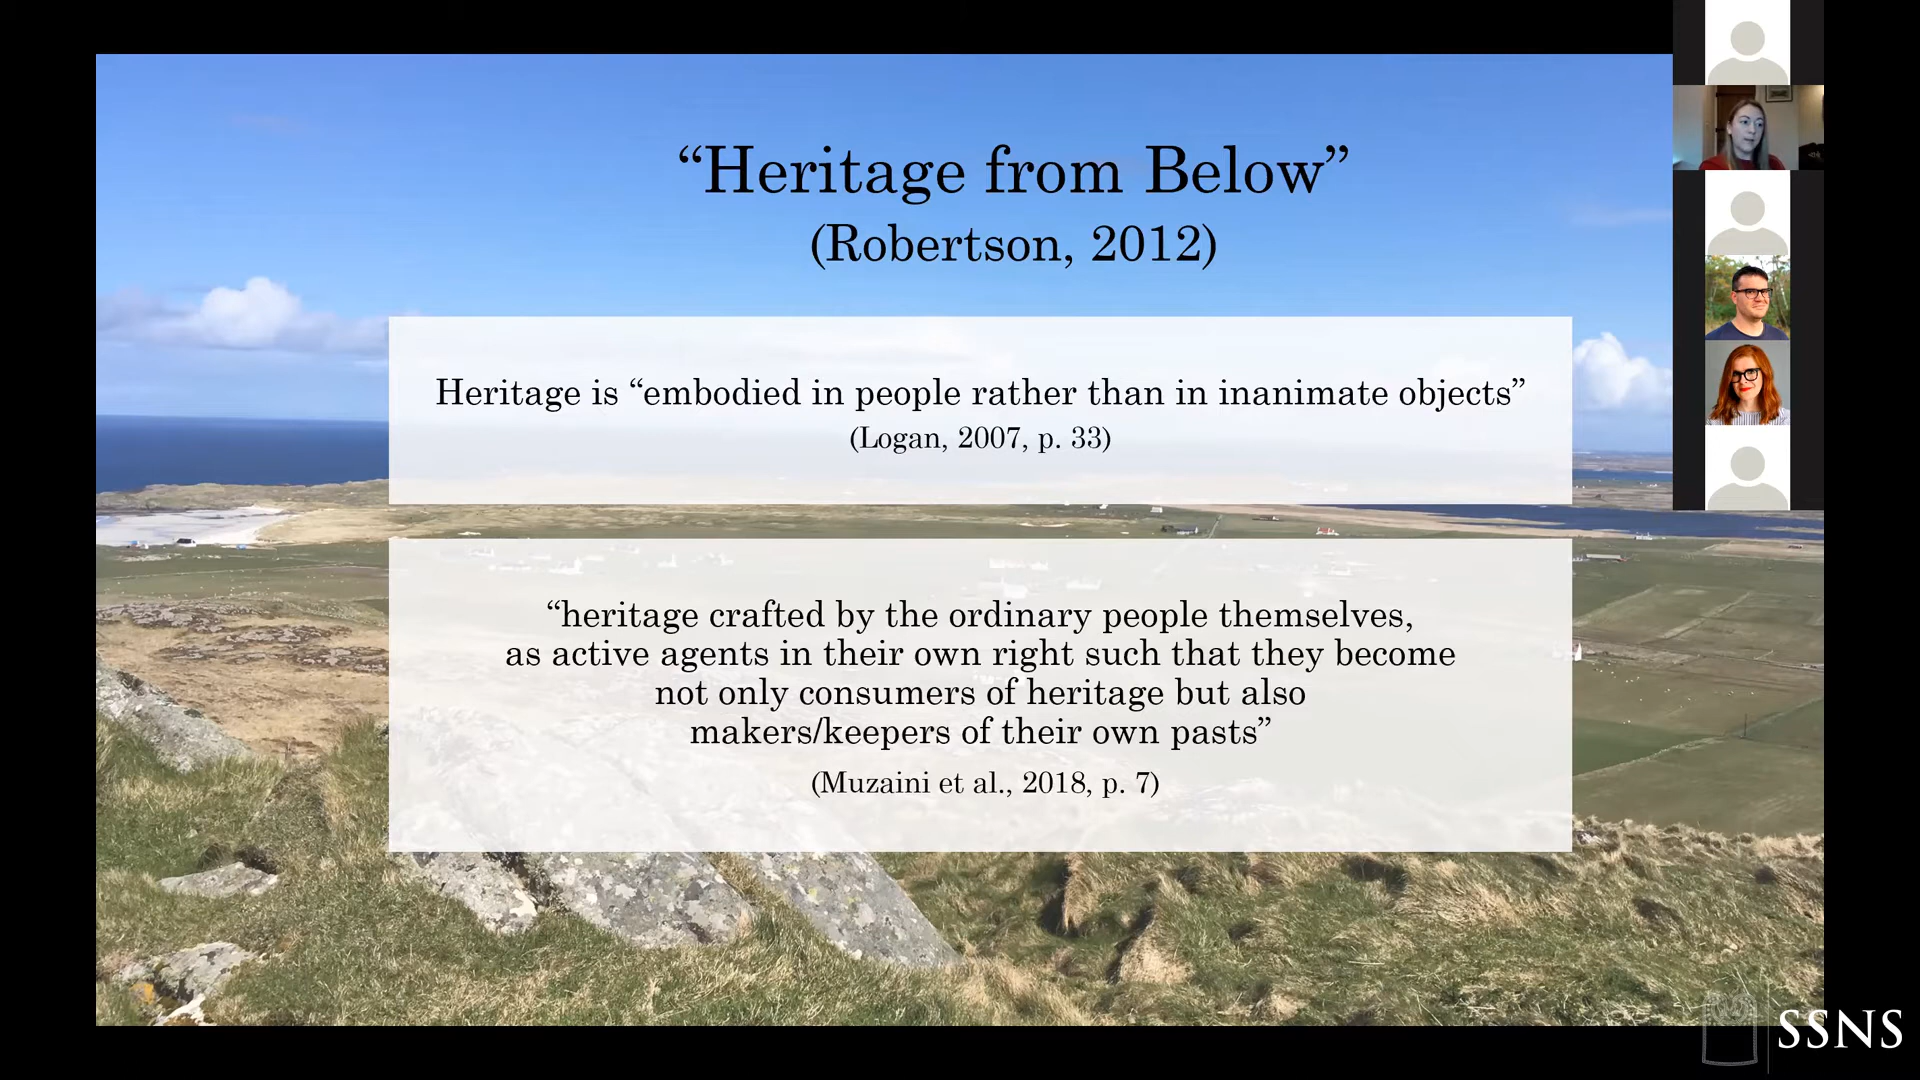 “Heritage from Below”
(Robertson, 2012)
Heritage is “embodied in people rather than in inanimate objects”
(Logan, 2007, p. 33)
“heritage crafted by the ordinary people themselves,
as active agents in their own right such that they become
not only consumers of heritage but also
makers/keepers of their own pasts”
(Muzaini et al., 2018, p. 7)
SSNS